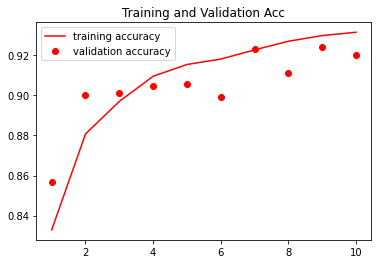 Training and Validation Acc
training accuracy
validation accuracy
0.92
0.90
0.88
0.86
0.84
2 4 6 8 10